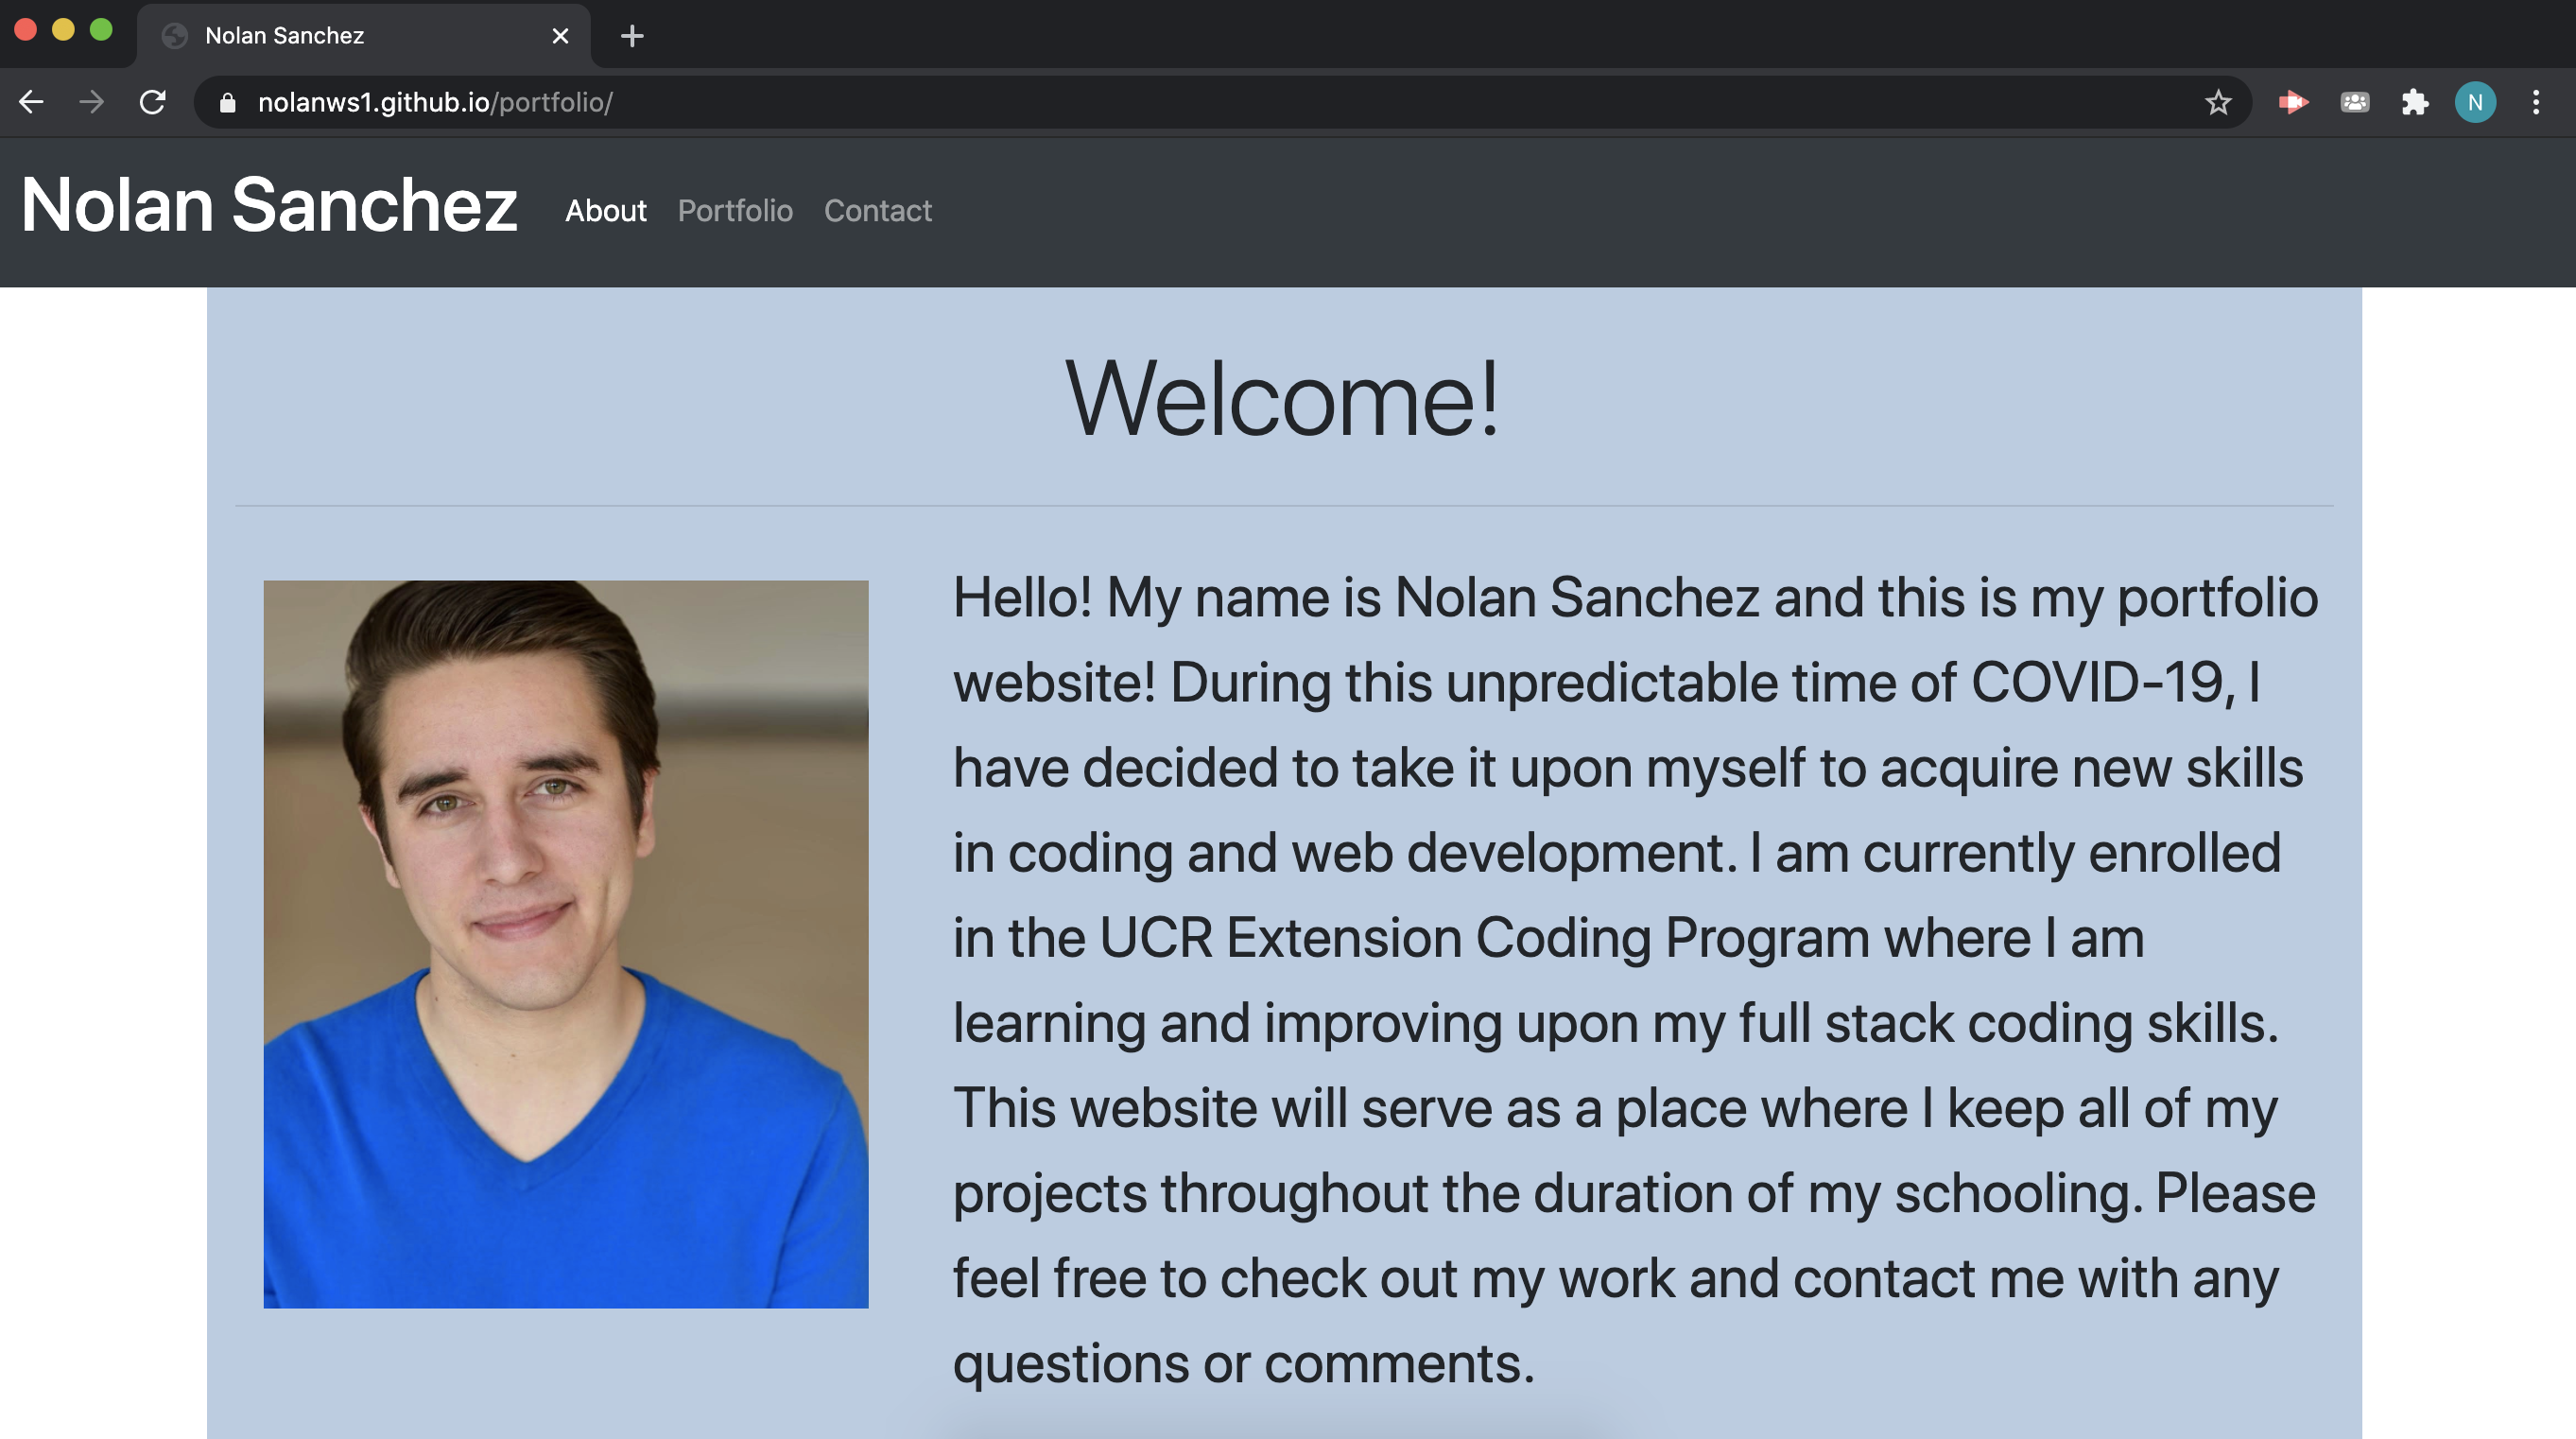 Nolan Sanchez
nolanws1.github.io/portfolio/
N
Nolan Sanchez About Portfolio Contact
Welcome!
Hello! My name is Nolan Sanchez and this is my portfolio
website! During this unpredictable time of COVID-19, I
have decided to take it upon myself to acquire new skills
in coding and web development. I am currently enrolled
in the UCR Extension Coding Program where I am
learning and improving upon my full stack coding skills.
This website will serve as a place where I keep all of my
projects throughout the duration of my schooling. Please
feel free to check out my work and contact me with any
questions or comments.